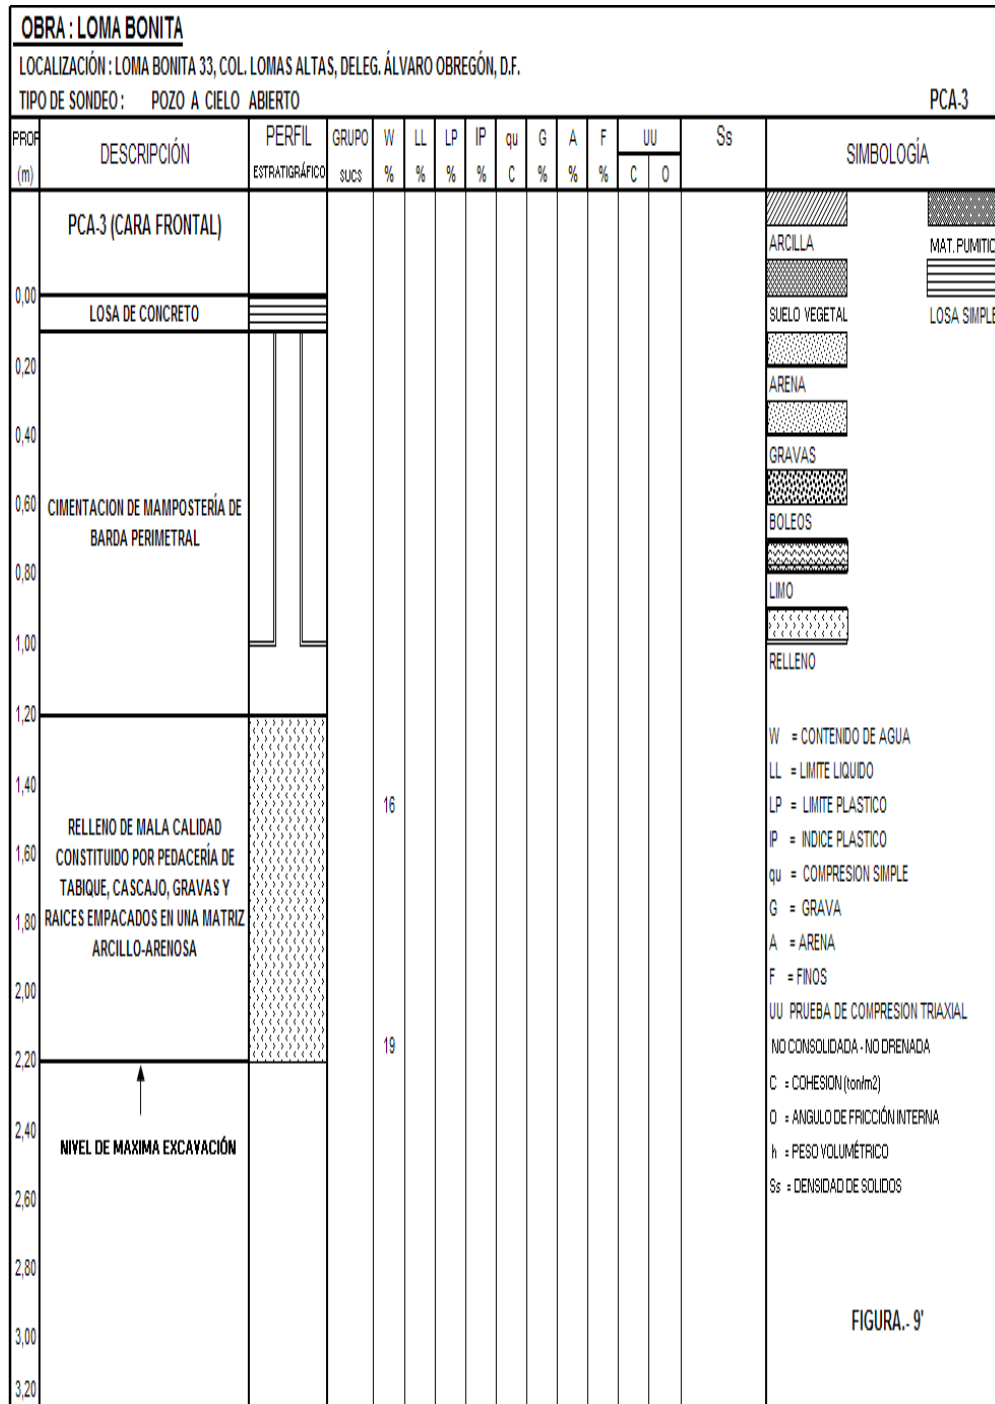 OBRA : LOMA BONITA
LOCALIZACIÓN : LOMA BONITA 33, COL. LOMAS ALTAS, DELEG. ÁLVARO OBREGÓN, D.F.
TIPO DE SONDEO : POZO A CIELO ABIERTO PCA-3
PROF (m) DESCRIPCIÓN PERFIL ESTRATIGRÁFICO GRUPO SUCS W % LL % LP % IP % qu C G % A % F % UU C O Ss SIMBOLOGÍA
PCA-3 (CARA FRONTAL)
0,00
LOSA DE CONCRETO
0,20
0,40
0,60
CIMENTACION DE MAMPOSTERÍA DE
BARDA PERIMETRAL
0,80
1,00
1,20
1,40
16
RELLENO DE MALA CALIDAD
1,60
CONSTITUIDO POR PEDACERÍA DE
TABIQUE, CASCAJO, GRAVAS Y
1,80
RAICES EMPACADOS EN UNA MATRIZ
ARCILLO-ARENOSA
2,00
19
2,20
2,40
NIVEL DE MAXIMA EXCAVACIÓN
2,60
2,80
3,00
3,20
ARCILLA
MAT. PUMITIC
SUELO VEGETAL
LOSA SIMPLE
ARENA
GRAVAS
BOLEOS
LIMO
RELLENO
W = CONTENIDO DE AGUA
LL = LIMITE LIQUIDO
LP = LIMITE PLASTICO
IP = INDICE PLASTICO
qu = COMPRESION SIMPLE
G = GRAVA
A = ARENA
F = FINOS
UU PRUEBA DE COMPRESION TRIAXIAL
NO CONSOLIDADA - NO DRENADA
C = COHESION (ton/m2)
O = ANGULO DE FRICCIÓN INTERNA
h = PESO VOLUMÉTRICO
Ss = DENSIDAD DE SOLIDOS
FIGURA.- 9'